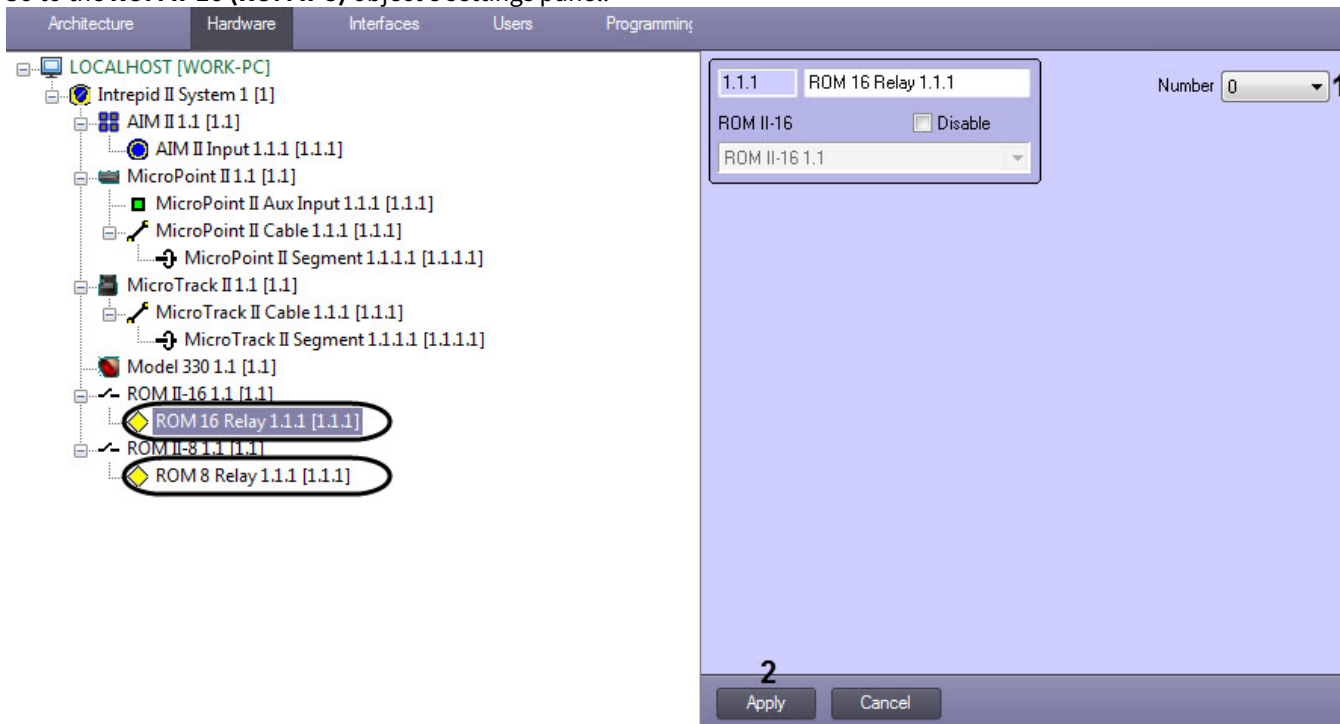 Architecture Hardware Interfaces Users Programming
LOCALHOST [WORK-PC]
Intrepid II System 1 [1]
AIM II 1.1 [1.1]
AIM II Input 1.1.1 [1.1.1]
MicroPoint II 1.1 [1.1]
MicroPoint II Aux Input 1.1.1 [1.1.1]
MicroPoint II Cable 1.1.1 [1.1.1]
MicroPoint II Segment 1.1.1.1 [1.1.1.1]
MicroTrack II 1.1 [1.1]
MicroTrack II Cable 1.1.1 [1.1.1]
MicroTrack II Segment 1.1.1.1 [1.1.1.1]
Model 330 1.1 [1.1]
ROM II-16 1.1 [1.1]
ROM 16 Relay 1.1.1 [1.1.1]
ROM II-8 1.1 [1.1]
ROM 8 Relay 1.1.1 [1.1.1]
1.1.1 ROM 16 Relay 1.1.1
Number 0 1
ROM II-16 Disable
ROM II-16 1.1
2
Apply Cancel